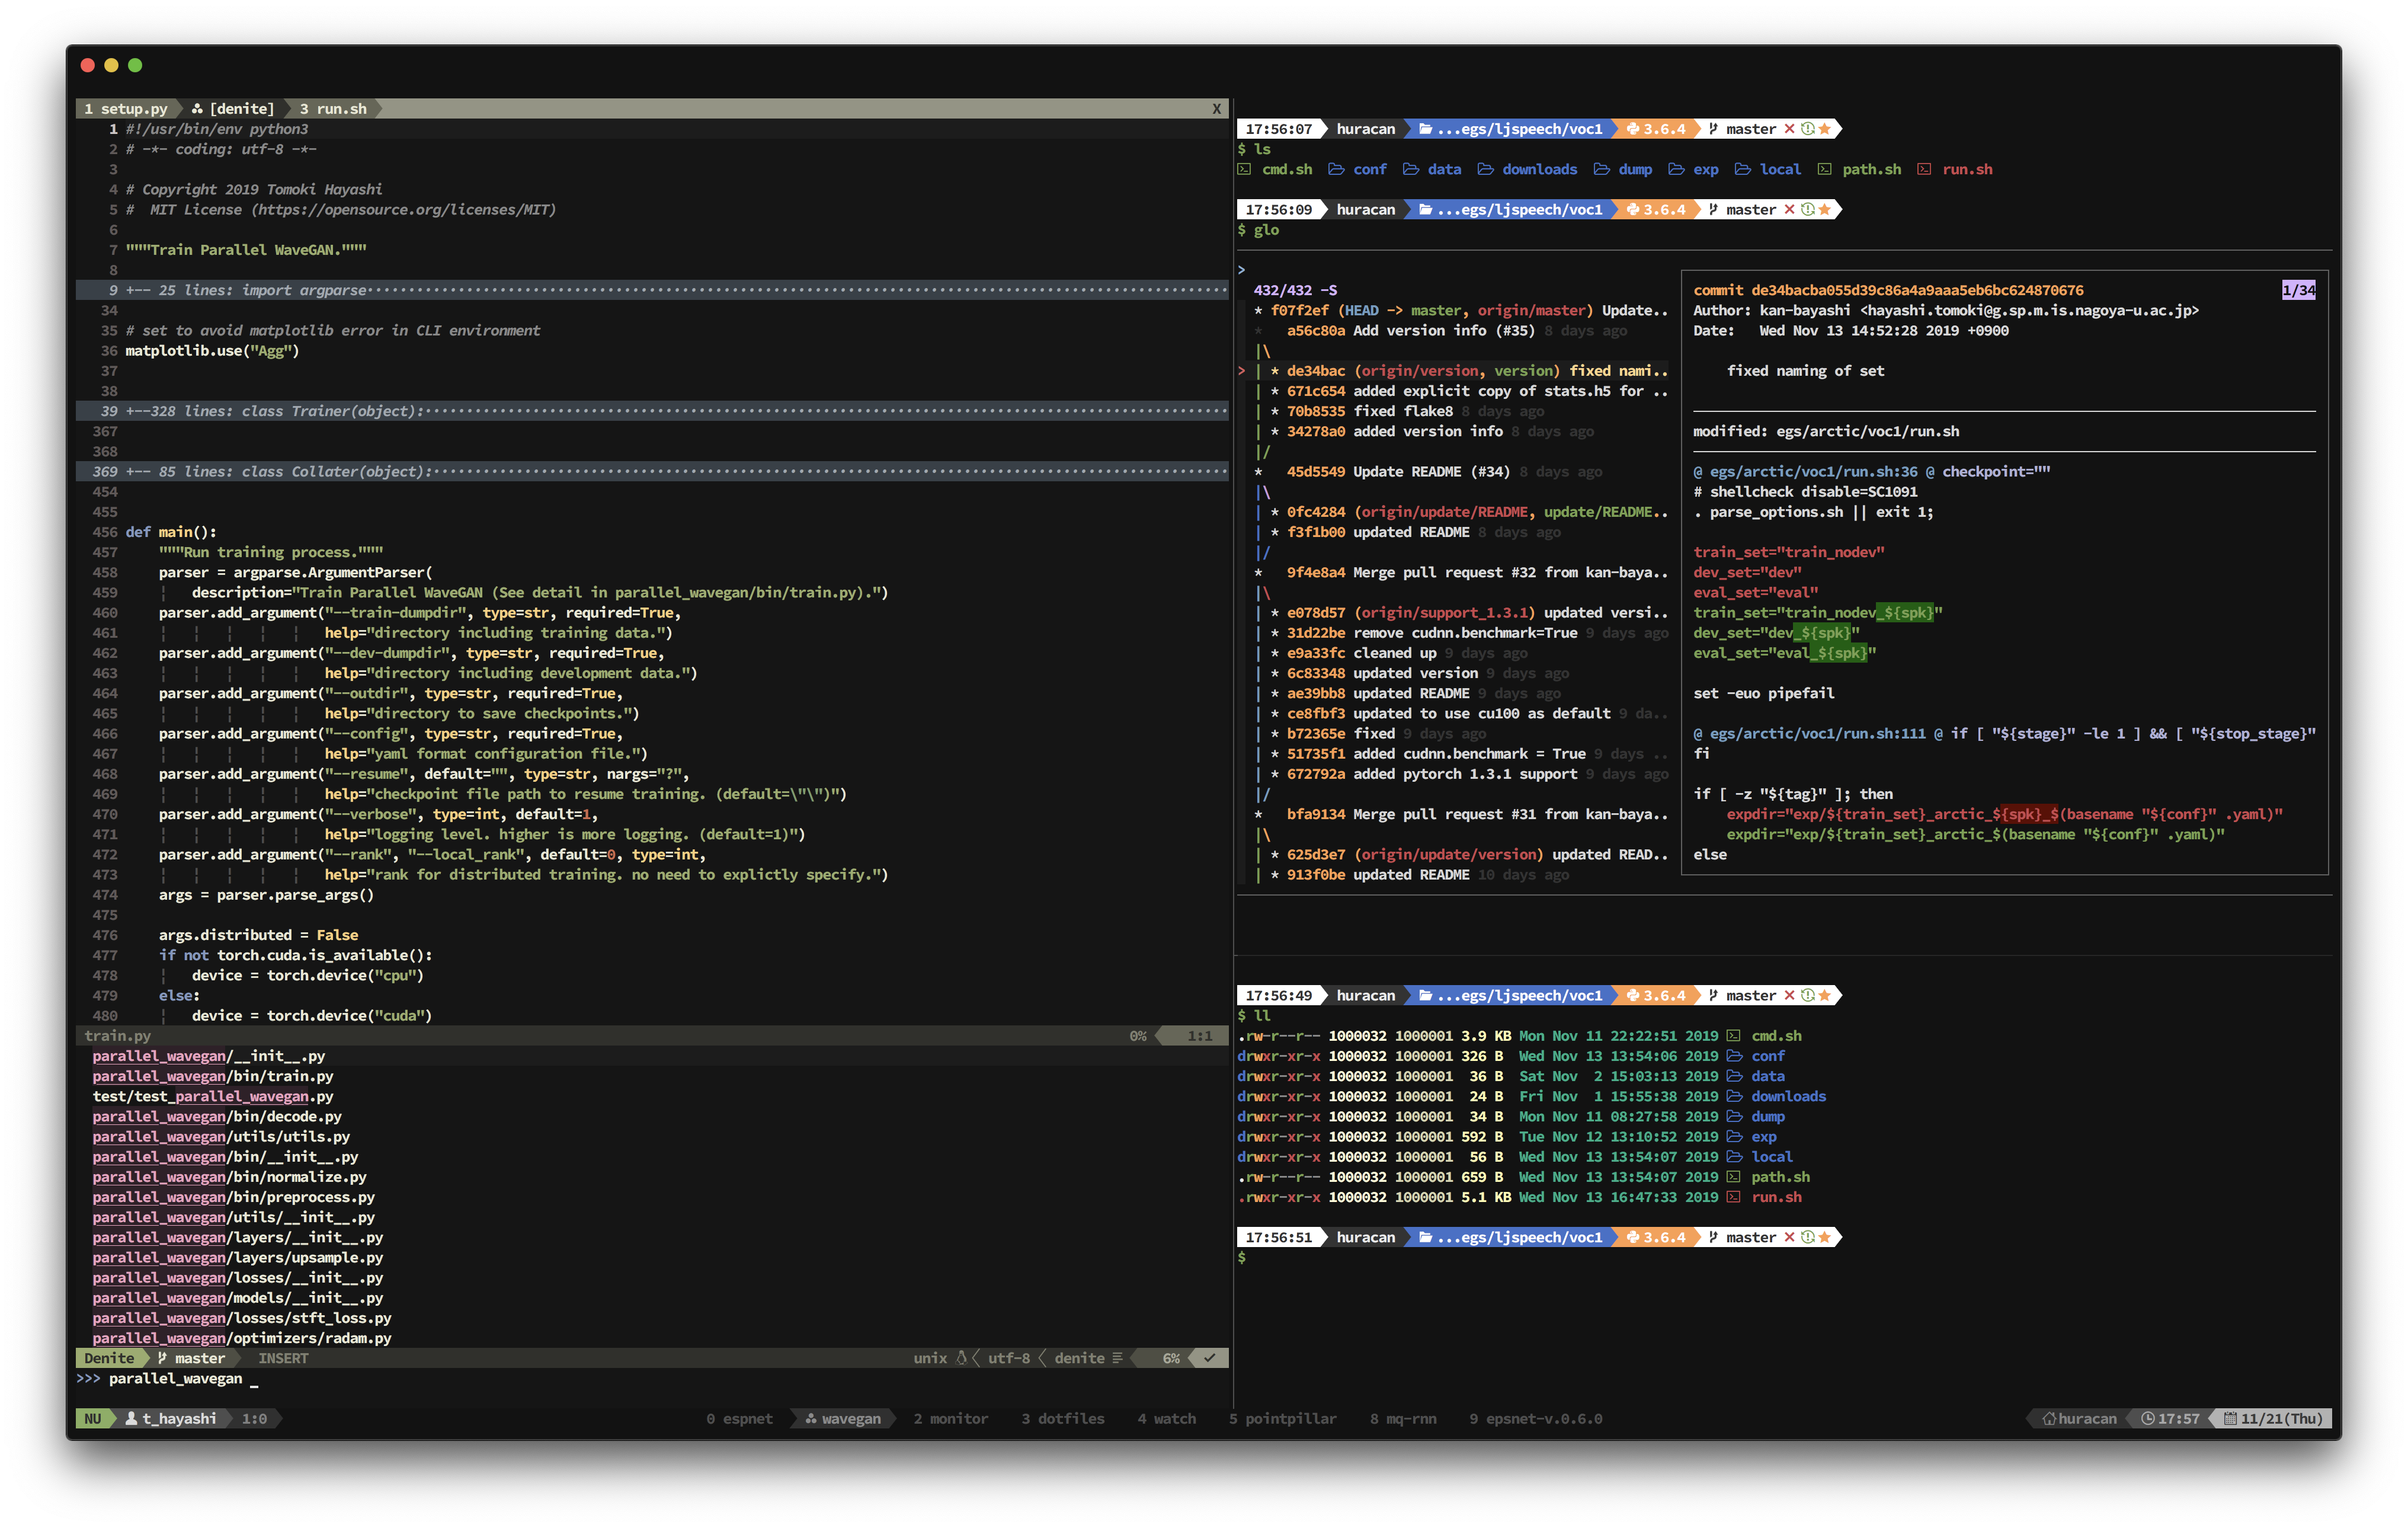 1 setup.py [denite] 3 run.sh X
1 #!/usr/bin/env python3
2 # -*- coding: utf-8 -*-
3
4 # Copyright 2019 Tomoki Hayashi
5 #  MIT License (https://opensource.org/licenses/MIT)
6
7 """Train Parallel WaveGAN."""
8
9 +-- 25 lines: import argparse
34
35 # set to avoid matplotlib error in CLI environment
36 matplotlib.use("Agg")
37
38
39 +--328 lines: class Trainer(object):
367
368
369 +-- 85 lines: class Collater(object):
454
455
456 def main():
457     """Run training process."""
458     parser = argparse.ArgumentParser(
459         description="Train Parallel WaveGAN (See detail in parallel_wavegan/bin/train.py).")
460     parser.add_argument("--train-dumpdir", type=str, required=True,
461                         help="directory including training data.")
462     parser.add_argument("--dev-dumpdir", type=str, required=True,
463                         help="directory including development data.")
464     parser.add_argument("--outdir", type=str, required=True,
465                         help="directory to save checkpoints.")
466     parser.add_argument("--config", type=str, required=True,
467                         help="yaml format configuration file.")
468     parser.add_argument("--resume", default="", type=str, nargs="?",
469                         help="checkpoint file path to resume training. (default=\"\")")
470     parser.add_argument("--verbose", type=int, default=1,
471                         help="logging level. higher is more logging. (default=1)")
472     parser.add_argument("--rank", "--local_rank", default=0, type=int,
473                         help="rank for distributed training. no need to explictly specify.")
474     args = parser.parse_args()
475
476     args.distributed = False
477     if not torch.cuda.is_available():
478         device = torch.device("cpu")
479     else:
480         device = torch.device("cuda")
train.py 0% 1:1
parallel_wavegan/__init__.py
parallel_wavegan/bin/train.py
test/test_parallel_wavegan.py
parallel_wavegan/bin/decode.py
parallel_wavegan/utils/utils.py
parallel_wavegan/bin/__init__.py
parallel_wavegan/bin/normalize.py
parallel_wavegan/bin/preprocess.py
parallel_wavegan/utils/__init__.py
parallel_wavegan/layers/__init__.py
parallel_wavegan/layers/upsample.py
parallel_wavegan/losses/__init__.py
parallel_wavegan/models/__init__.py
parallel_wavegan/losses/stft_loss.py
parallel_wavegan/optimizers/radam.py
Denite master INSERT unix utf-8 denite 6% ✓
>>> parallel_wavegan _
17:56:07 huracan ...egs/ljspeech/voc1 3.6.4 master
$ ls
cmd.sh conf data downloads dump exp local path.sh run.sh
17:56:09 huracan ...egs/ljspeech/voc1 3.6.4 master
$ glo
>
432/432 -S
* f07f2ef (HEAD -> master, origin/master) Update..
*   a56c80a Add version info (#35) 8 days ago
|\
> | * de34bac (origin/version, version) fixed nami..
| * 671c654 added explicit copy of stats.h5 for ..
| * 70b8535 fixed flake8 8 days ago
| * 34278a0 added version info 8 days ago
|/
*   45d5549 Update README (#34) 8 days ago
|\
| * 0fc4284 (origin/update/README, update/README..
| * f3f1b00 updated README 8 days ago
|/
*   9f4e8a4 Merge pull request #32 from kan-baya..
|\
| * e078d57 (origin/support_1.3.1) updated versi..
| * 31d22be remove cudnn.benchmark=True 9 days ago
| * e9a33fc cleaned up 9 days ago
| * 6c83348 updated version 9 days ago
| * ae39bb8 updated README 9 days ago
| * ce8fbf3 updated to use cu100 as default 9 da..
| * b72365e fixed 9 days ago
| * 51735f1 added cudnn.benchmark = True 9 days ..
| * 672792a added pytorch 1.3.1 support 9 days ago
|/
*   bfa9134 Merge pull request #31 from kan-baya..
|\
| * 625d3e7 (origin/update/version) updated READ..
| * 913f0be updated README 10 days ago
commit de34bacba055d39c86a4a9aaa5eb6bc624870676 1/34
Author: kan-bayashi <hayashi.tomoki@g.sp.m.is.nagoya-u.ac.jp>
Date:   Wed Nov 13 14:52:28 2019 +0900
fixed naming of set
modified: egs/arctic/voc1/run.sh
@ egs/arctic/voc1/run.sh:36 @ checkpoint=""
# shellcheck disable=SC1091
. parse_options.sh || exit 1;
train_set="train_nodev"
dev_set="dev"
eval_set="eval"
train_set="train_nodev_${spk}"
dev_set="dev_${spk}"
eval_set="eval_${spk}"
set -euo pipefail
@ egs/arctic/voc1/run.sh:111 @ if [ "${stage}" -le 1 ] && [ "${stop_stage}"
fi
if [ -z "${tag}" ]; then
    expdir="exp/${train_set}_arctic_${spk}_$(basename "${conf}" .yaml)"
    expdir="exp/${train_set}_arctic_$(basename "${conf}" .yaml)"
else
17:56:49 huracan ...egs/ljspeech/voc1 3.6.4 master
$ ll
.rw-r--r-- 1000032 1000001 3.9 KB Mon Nov 11 22:22:51 2019 cmd.sh
drwxr-xr-x 1000032 1000001 326 B  Wed Nov 13 13:54:06 2019 conf
drwxr-xr-x 1000032 1000001  36 B  Sat Nov  2 15:03:13 2019 data
drwxr-xr-x 1000032 1000001  24 B  Fri Nov  1 15:55:38 2019 downloads
drwxr-xr-x 1000032 1000001  34 B  Mon Nov 11 08:27:58 2019 dump
drwxr-xr-x 1000032 1000001 592 B  Tue Nov 12 13:10:52 2019 exp
drwxr-xr-x 1000032 1000001  56 B  Wed Nov 13 13:54:07 2019 local
.rw-r--r-- 1000032 1000001 659 B  Wed Nov 13 13:54:07 2019 path.sh
.rwxr-xr-x 1000032 1000001 5.1 KB Wed Nov 13 16:47:33 2019 run.sh
17:56:51 huracan ...egs/ljspeech/voc1 3.6.4 master
$
NU t_hayashi 1:0 0 espnet wavegan 2 monitor 3 dotfiles 4 watch 5 pointpillar 8 mq-rnn 9 epsnet-v.0.6.0 huracan 17:57 11/21(Thu)